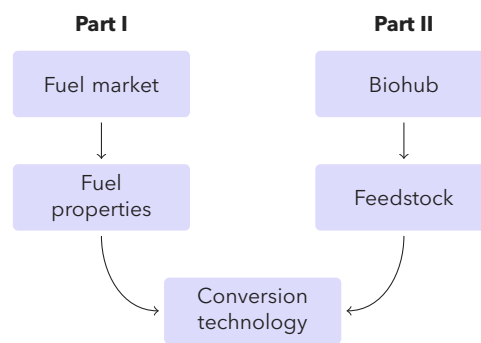 Part I
Part II
Fuel market
Biohub
Fuel
properties
Feedstock
Conversion
technology